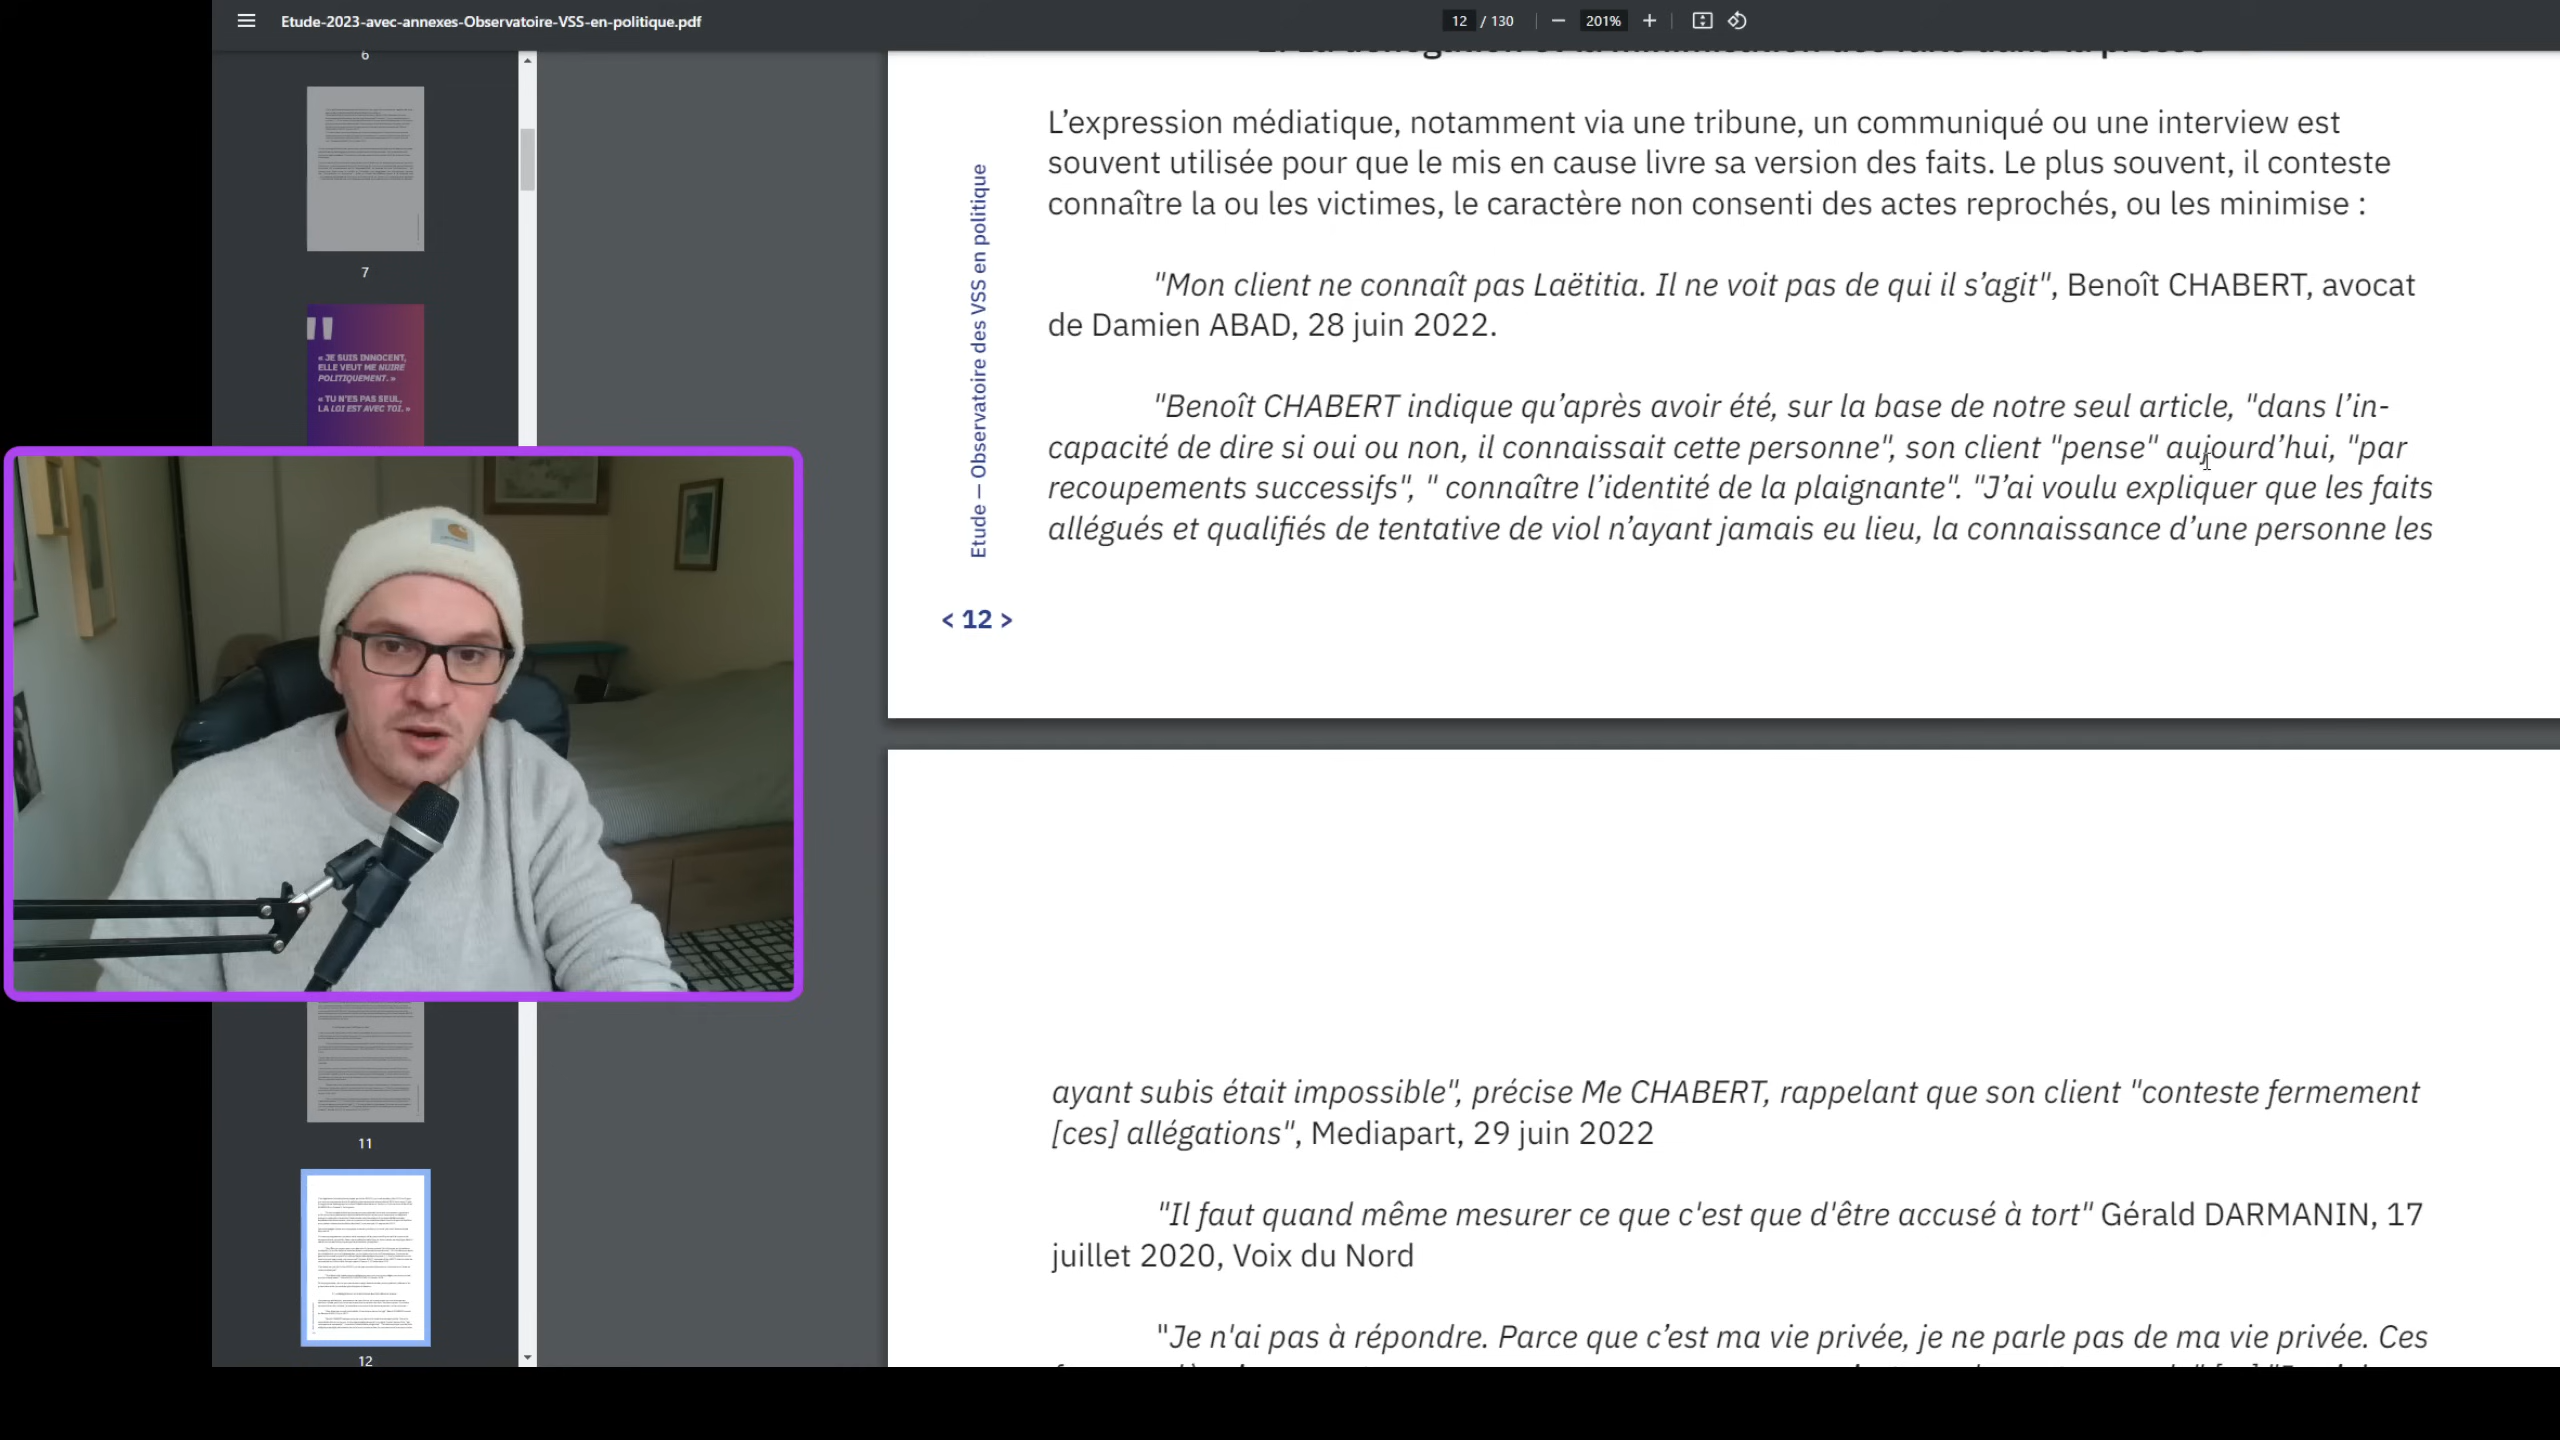 Etude-2023-avec-annexes-Observatoire-VSS-en-politique.pdf
12 / 130
201%
6
7
« JE SUIS INNOCENT,
ELLE VEUT ME NUIRE
POLITIQUEMENT. »
« TU N'ES PAS SEUL,
LA LOI EST AVEC TOI. »
11
12
L’expression médiatique, notamment via une tribune, un communiqué ou une interview est
souvent utilisée pour que le mis en cause livre sa version des faits. Le plus souvent, il conteste
connaître la ou les victimes, le caractère non consenti des actes reprochés, ou les minimise :
"Mon client ne connaît pas Laëtitia. Il ne voit pas de qui il s’agit", Benoît CHABERT, avocat
de Damien ABAD, 28 juin 2022.
"Benoît CHABERT indique qu’après avoir été, sur la base de notre seul article, "dans l’in-
capacité de dire si oui ou non, il connaissait cette personne", son client "pense" aujourd’hui, "par
recoupements successifs", " connaître l’identité de la plaignante". "J’ai voulu expliquer que les faits
allégués et qualifiés de tentative de viol n’ayant jamais eu lieu, la connaissance d’une personne les
Etude – Observatoire des VSS en politique
< 12 >
ayant subis était impossible", précise Me CHABERT, rappelant que son client "conteste fermement
[ces] allégations", Mediapart, 29 juin 2022
"Il faut quand même mesurer ce que c'est que d'être accusé à tort" Gérald DARMANIN, 17
juillet 2020, Voix du Nord
"Je n'ai pas à répondre. Parce que c’est ma vie privée, je ne parle pas de ma vie privée. Ces